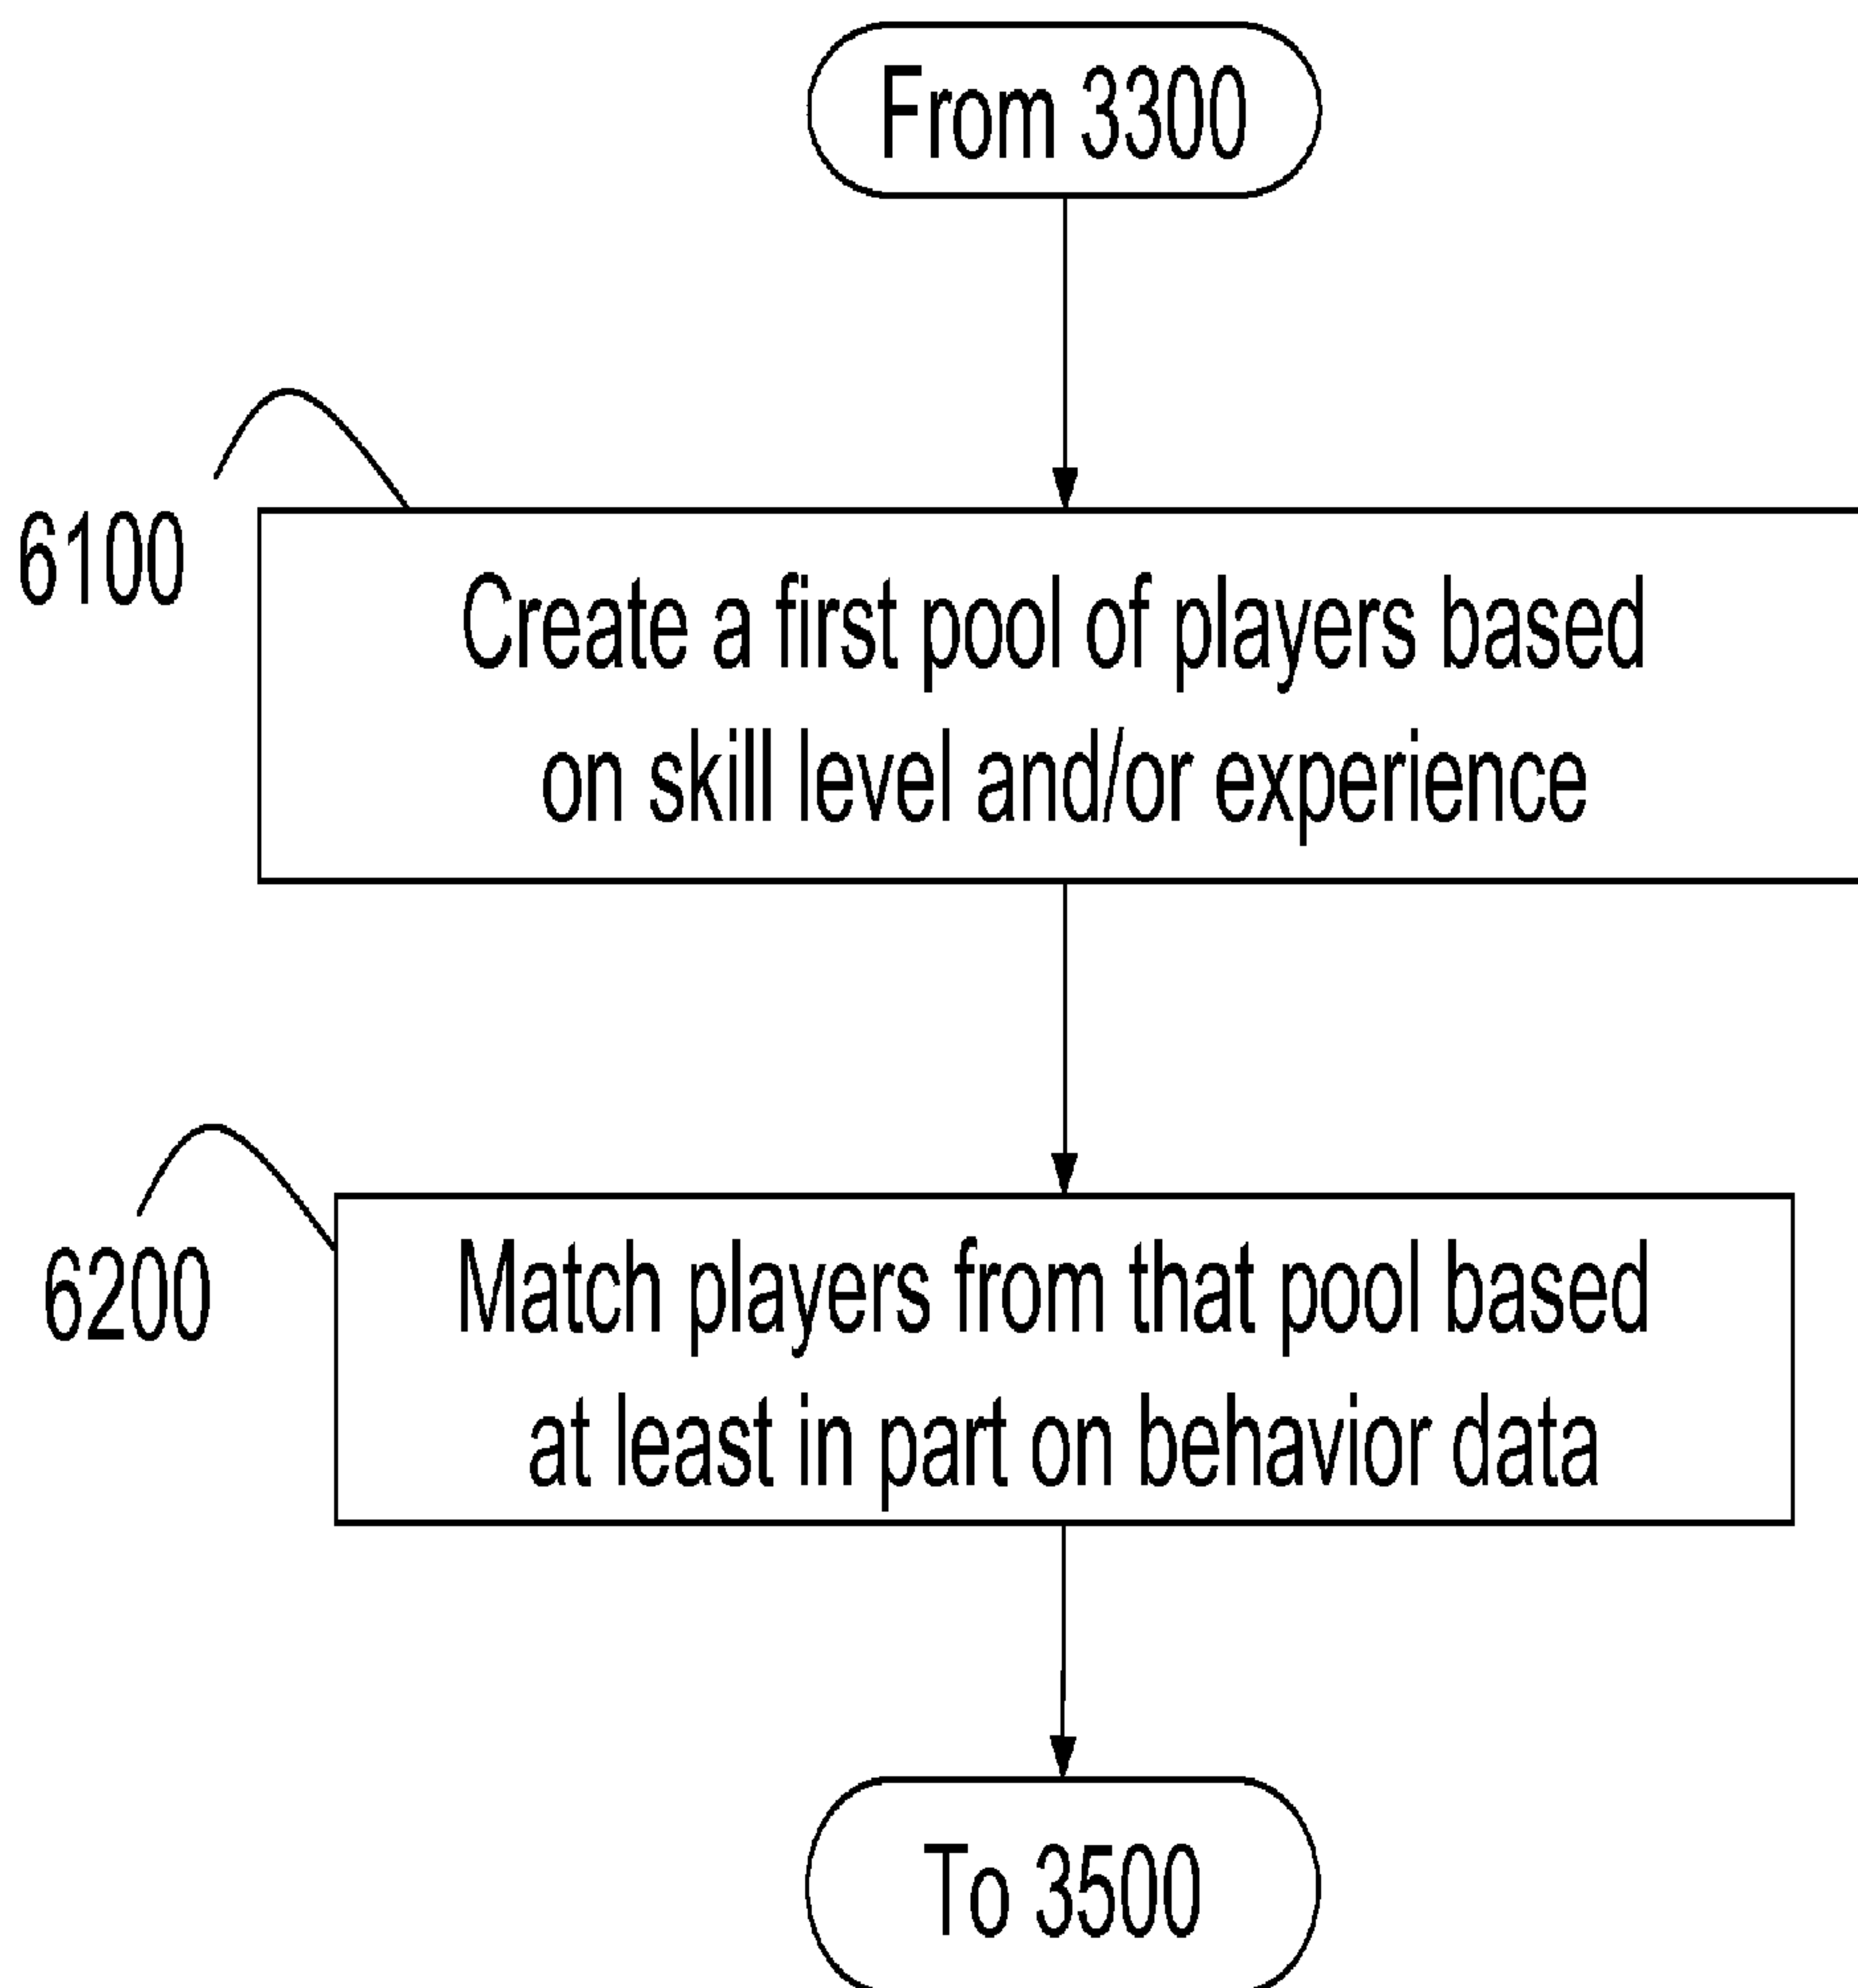 From 3300
6100
Create a first pool of players based
on skill level and/or experience
6200
Match players from that pool based
at least in part on behavior data
To 3500